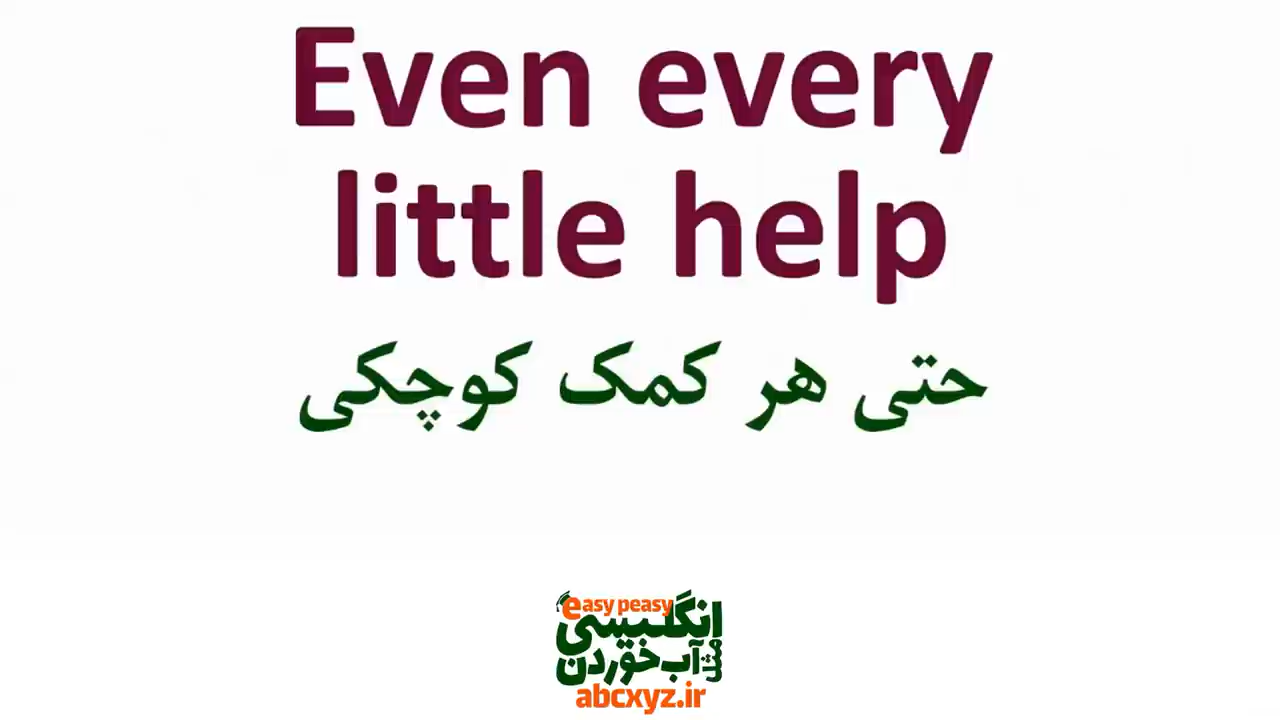 Even every
little help
حتی هر کمک کوچکی
easy peasy
انگلیسی
مثل
آب خوردن
abcxyz.ir